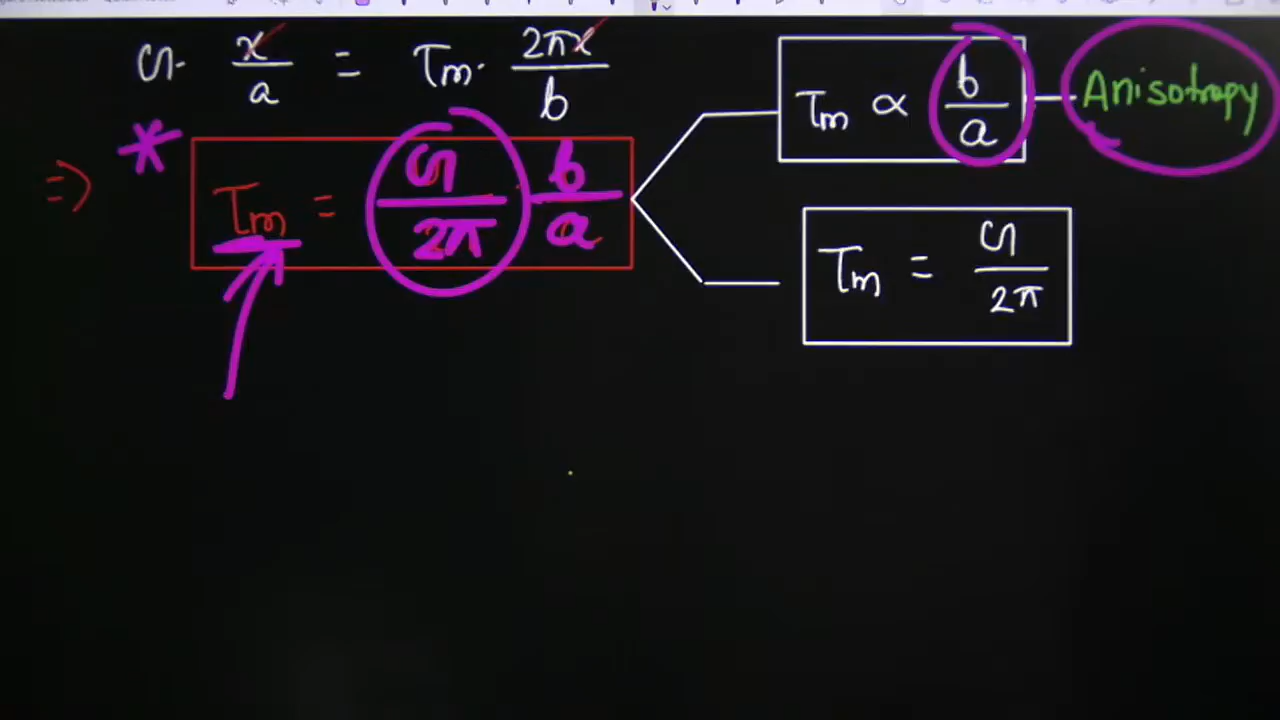 G · x/a = τm · 2πx/b
* ⇒ τm = G/2π b/a
τm ∝ b/a — Anisotropy
τm = G/2π